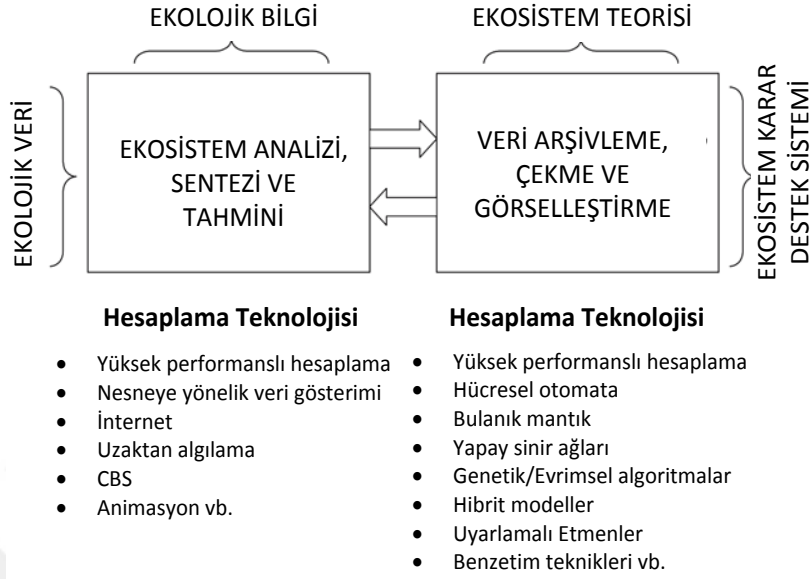 EKOLOJİK BİLGİ
EKOSİSTEM TEORİSİ
EKOLOJİK VERİ
EKOSİSTEM ANALİZİ,
SENTEZİ VE
TAHMİNİ
VERİ ARŞİVLEME,
ÇEKME VE
GÖRSELLEŞTİRME
EKOSİSTEM KARAR
DESTEK SİSTEMİ
Hesaplama Teknolojisi
• Yüksek performanslı hesaplama
• Nesneye yönelik veri gösterimi
• İnternet
• Uzaktan algılama
• CBS
• Animasyon vb.
Hesaplama Teknolojisi
• Yüksek performanslı hesaplama
• Hücresel otomata
• Bulanık mantık
• Yapay sinir ağları
• Genetik/Evrimsel algoritmalar
• Hibrit modeller
• Uyarlamalı Etmenler
• Benzetim teknikleri vb.